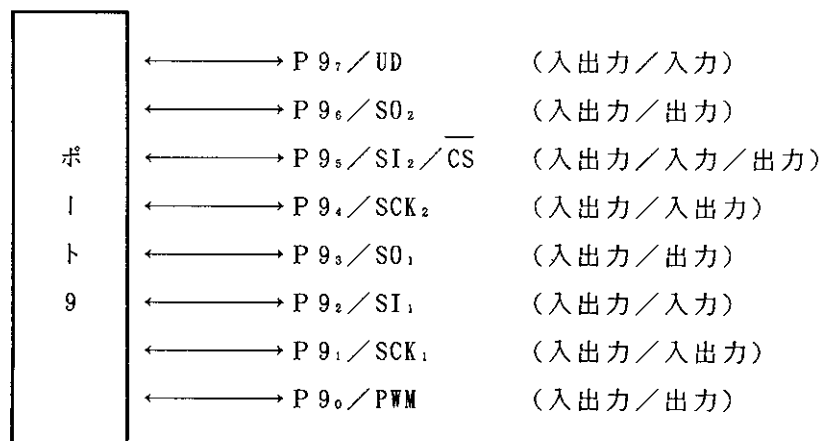 ポート9
P9₇/UD (入出力/入力)
P9₆/SO₂ (入出力/出力)
P9₅/SI₂/C̅S̅ (入出力/入力/出力)
P9₄/SCK₂ (入出力/入出力)
P9₃/SO₁ (入出力/出力)
P9₂/SI₁ (入出力/入力)
P9₁/SCK₁ (入出力/入出力)
P9₀/PWM (入出力/出力)